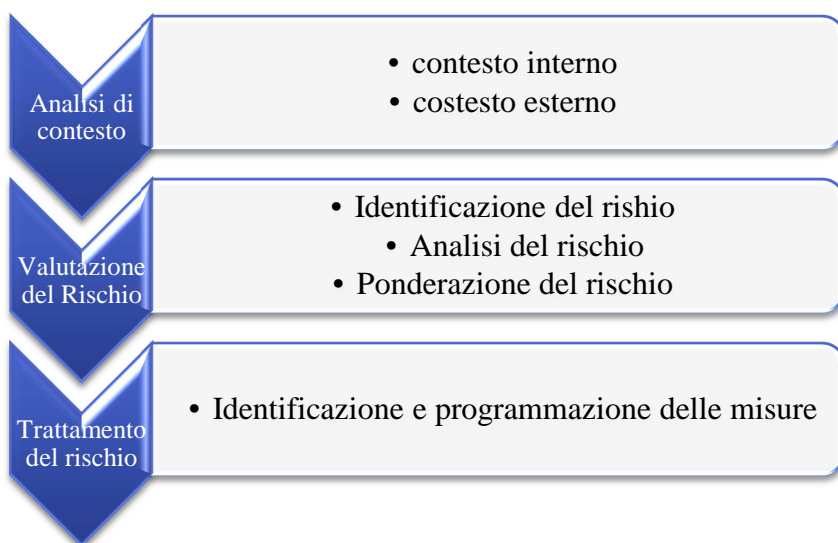 Analisi di
contesto
• contesto interno
• costesto esterno
Valutazione
del Rischio
• Identificazione del rishio
• Analisi del rischio
• Ponderazione del rischio
Trattamento
del rischio
• Identificazione e programmazione delle misure